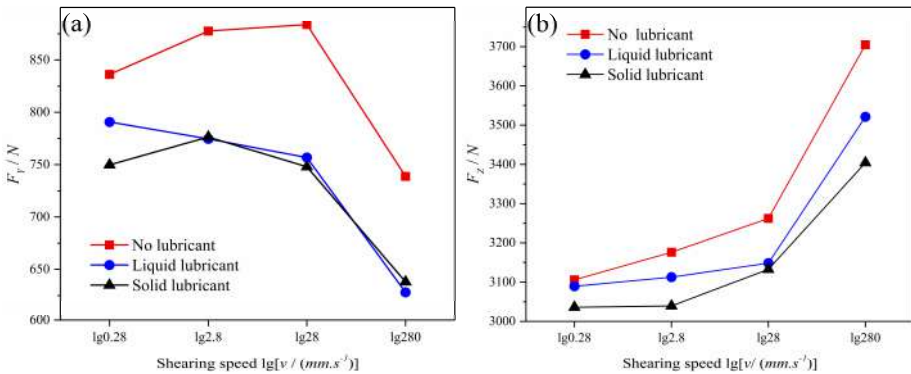 (a)
850
800
750
700
650
600
F_Y / N
No lubricant
Liquid lubricant
Solid lubricant
lg0.28 lg2.8 lg28 lg280
Shearing speed lg[v / (mm.s⁻¹)]
(b)
3700
3600
3500
3400
3300
3200
3100
3000
F_Z / N
No lubricant
Liquid lubricant
Solid lubricant
lg0.28 lg2.8 lg28 lg280
Shearing speed lg[v/ (mm.s⁻¹)]